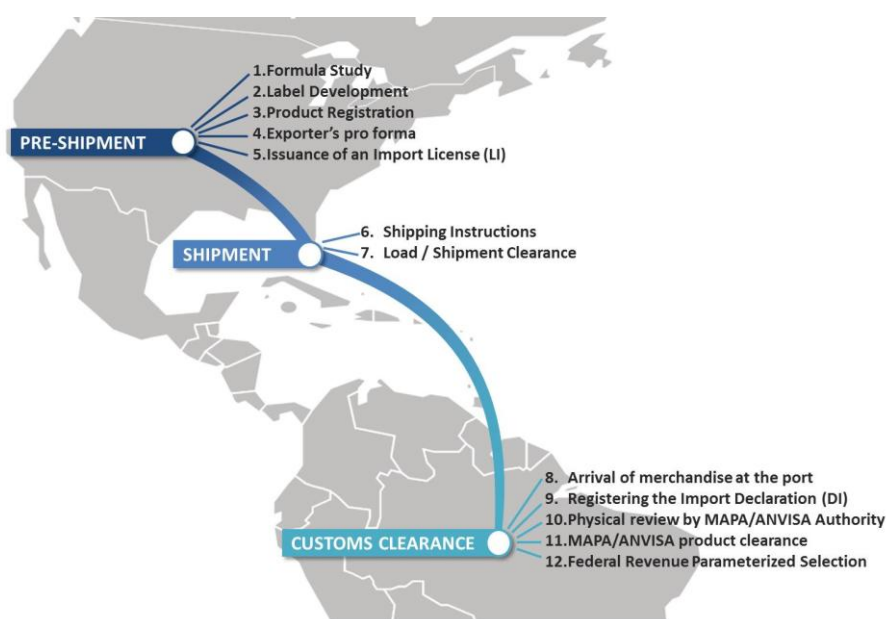 1.Formula Study
2.Label Development
3.Product Registration
4.Exporter's pro forma
5.Issuance of an Import License (LI)
PRE-SHIPMENT
6. Shipping Instructions
7. Load / Shipment Clearance
SHIPMENT
8. Arrival of merchandise at the port
9. Registering the Import Declaration (DI)
10.Physical review by MAPA/ANVISA Authority
11.MAPA/ANVISA product clearance
12.Federal Revenue Parameterized Selection
CUSTOMS CLEARANCE